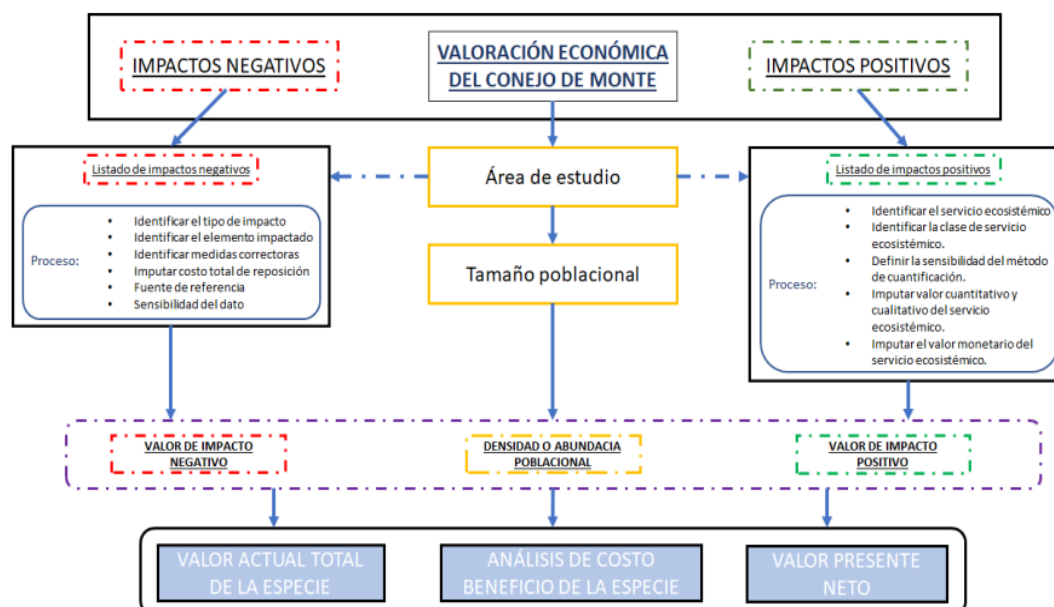 IMPACTOS NEGATIVOS
VALORACIÓN ECONÓMICA
DEL CONEJO DE MONTE
IMPACTOS POSITIVOS
Listado de impactos negativos
Proceso:
• Identificar el tipo de impacto
• Identificar el elemento impactado
• Identificar medidas correctoras
• Imputar costo total de reposición
• Fuente de referencia
• Sensibilidad del dato
Área de estudio
Tamaño poblacional
Listado de impactos positivos
Proceso:
• Identificar el servicio ecosistémico
• Identificar la clase de servicio
ecosistémico.
• Definir la sensibilidad del método
de cuantificación.
• Imputar valor cuantitativo y
cualitativo del servicio
ecosistémico.
• Imputar el valor monetario del
servicio ecosistémico.
VALOR DE IMPACTO
NEGATIVO
DENSIDAD O ABUNDACIA
POBLACIONAL
VALOR DE IMPACTO
POSITIVO
VALOR ACTUAL TOTAL
DE LA ESPECIE
ANÁLISIS DE COSTO
BENEFICIO DE LA ESPECIE
VALOR PRESENTE
NETO